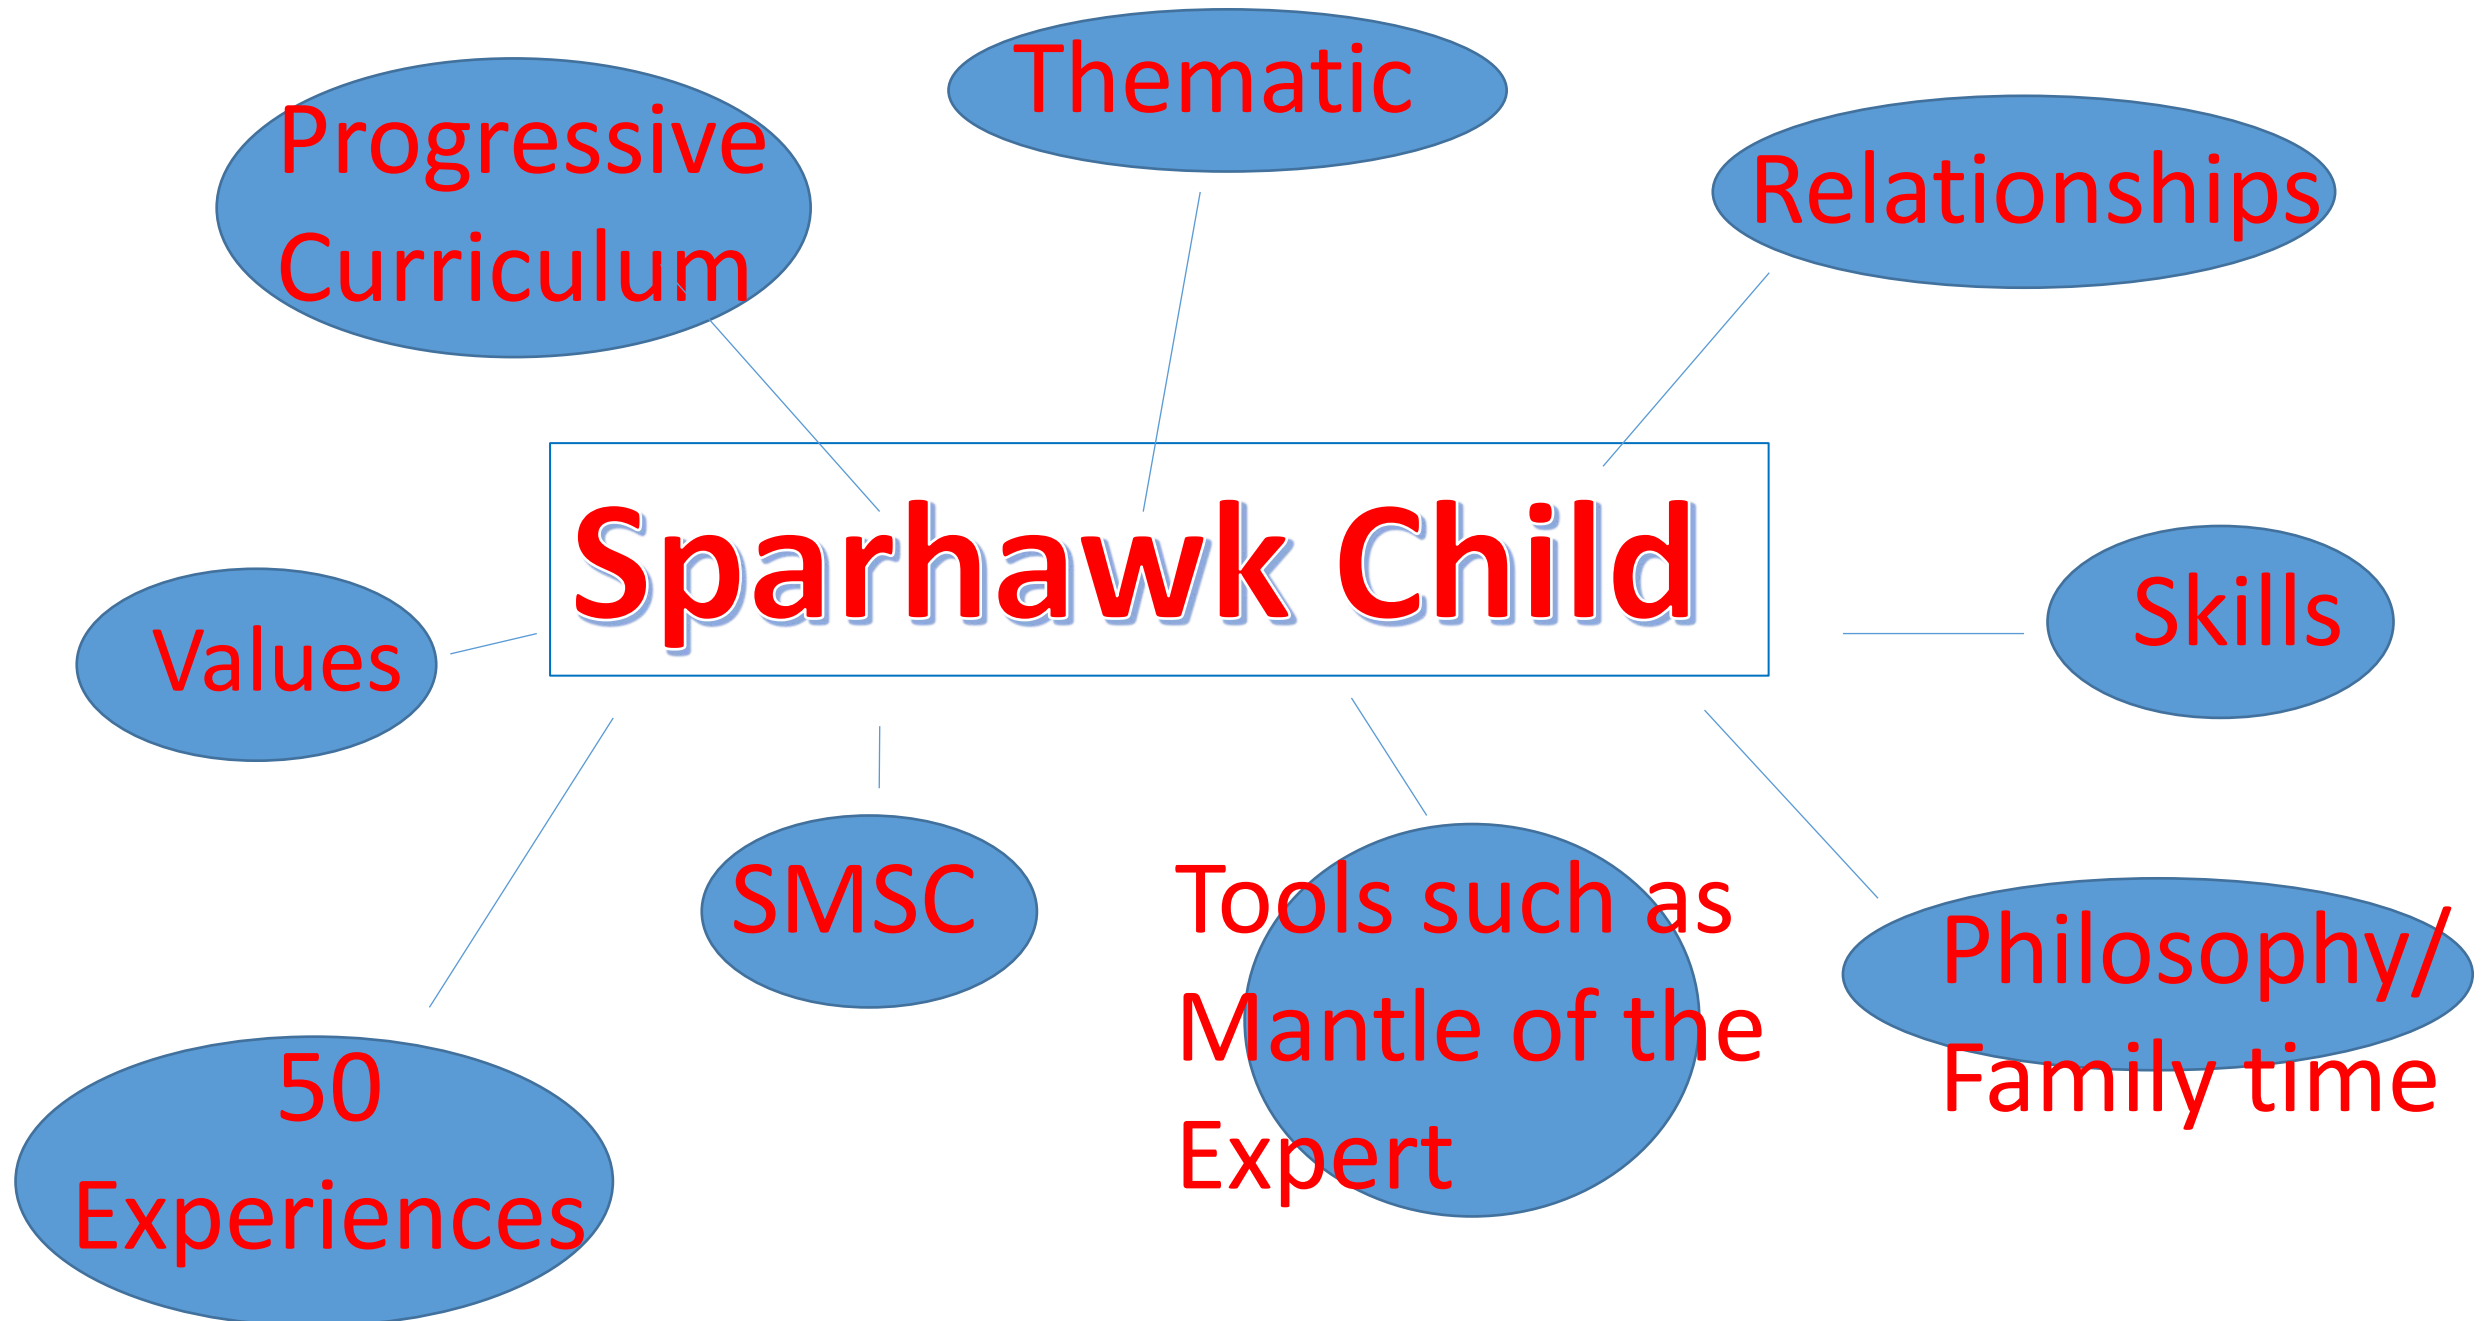 Thematic
Progressive
Curriculum
Relationships
Sparhawk Child
Values
Skills
SMSC
Tools such as
Mantle of the
Expert
Philosophy/
Family time
50
Experiences